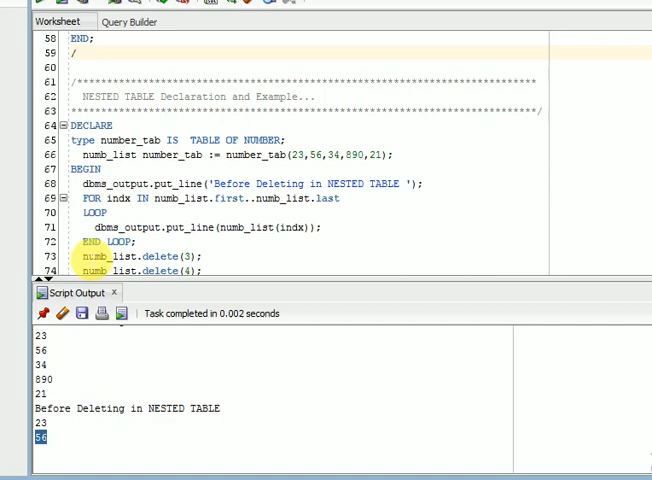 Worksheet Query Builder
58 END;
59 /
60
61 /******************************************************************************
62 NESTED TABLE Declaration and Example...
63 *******************************************************************************/
64 DECLARE
65 type number_tab IS TABLE OF NUMBER;
66 numb_list number_tab := number_tab(23,56,34,890,21);
67 BEGIN
68 dbms_output.put_line('Before Deleting in NESTED TABLE ');
69 FOR indx IN numb_list.first..numb_list.last
70 LOOP
71 dbms_output.put_line(numb_list(indx));
72 END LOOP;
73 numb_list.delete(3);
74 numb_list.delete(4);
Script Output x
Task completed in 0.002 seconds
23
56
34
890
21
Before Deleting in NESTED TABLE
23
56